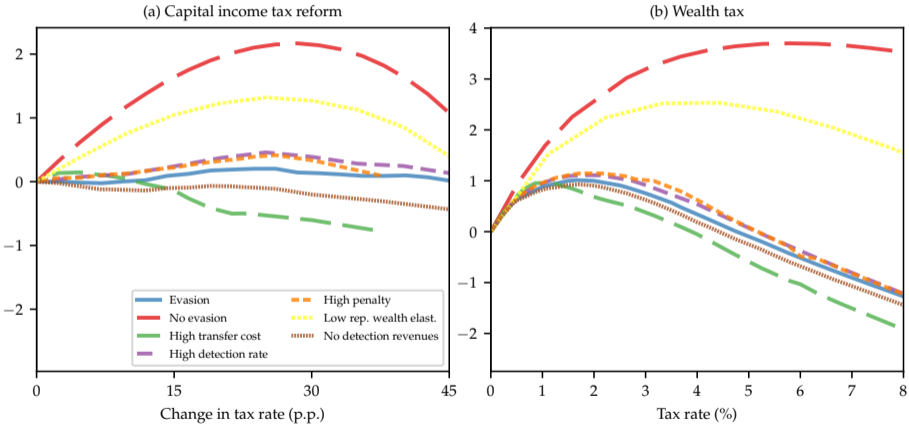 (a) Capital income tax reform
2
1
0
−1
−2
0 15 30 45
Change in tax rate (p.p.)
Evasion
No evasion
High transfer cost
High detection rate
High penalty
Low rep. wealth elast.
No detection revenues
(b) Wealth tax
4
3
2
1
0
−1
−2
0 1 2 3 4 5 6 7 8
Tax rate (%)